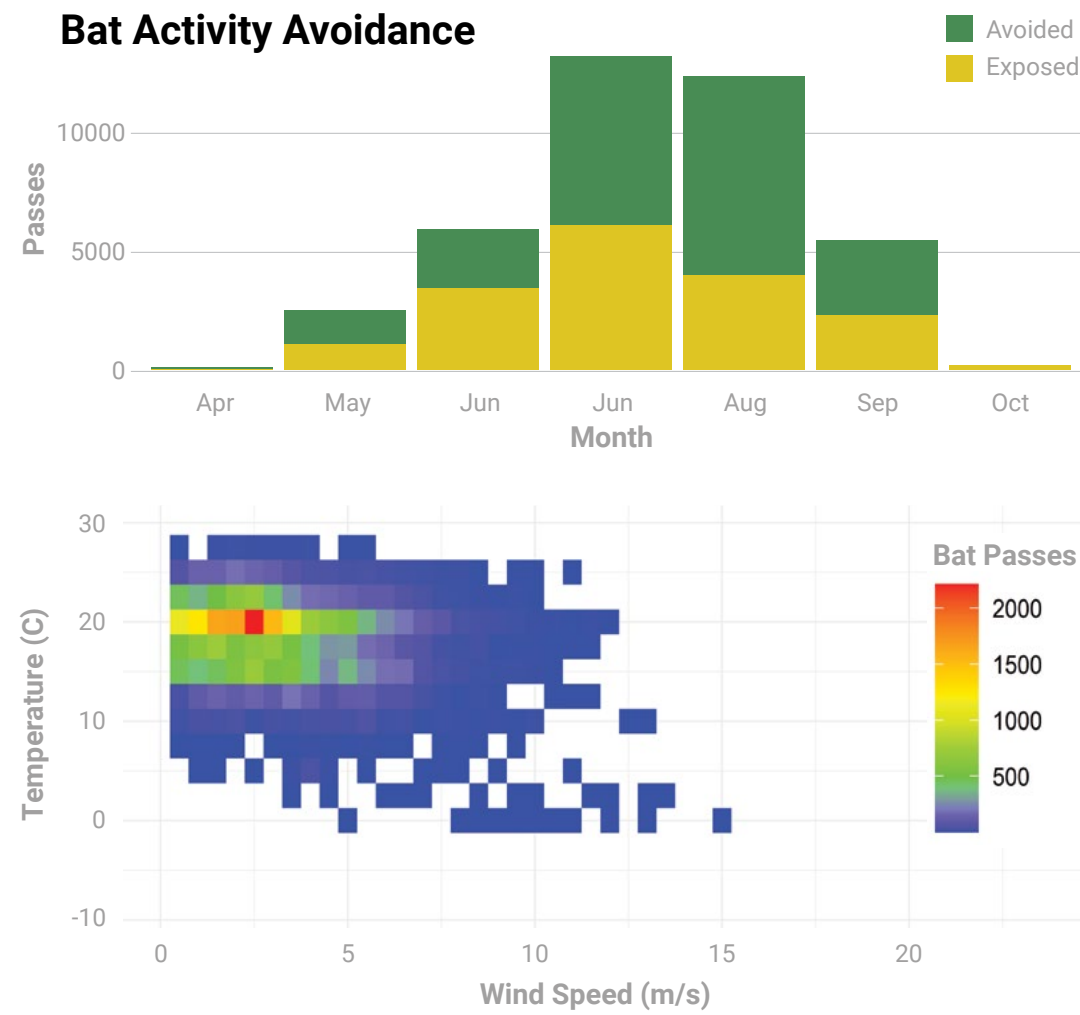 Bat Activity Avoidance
Avoided
Exposed
Passes
10000
5000
0
Apr May Jun Jun Aug Sep Oct
Month
Bat Passes
2000
1500
1000
500
Temperature (C)
30
20
10
0
-10
0 5 10 15 20
Wind Speed (m/s)